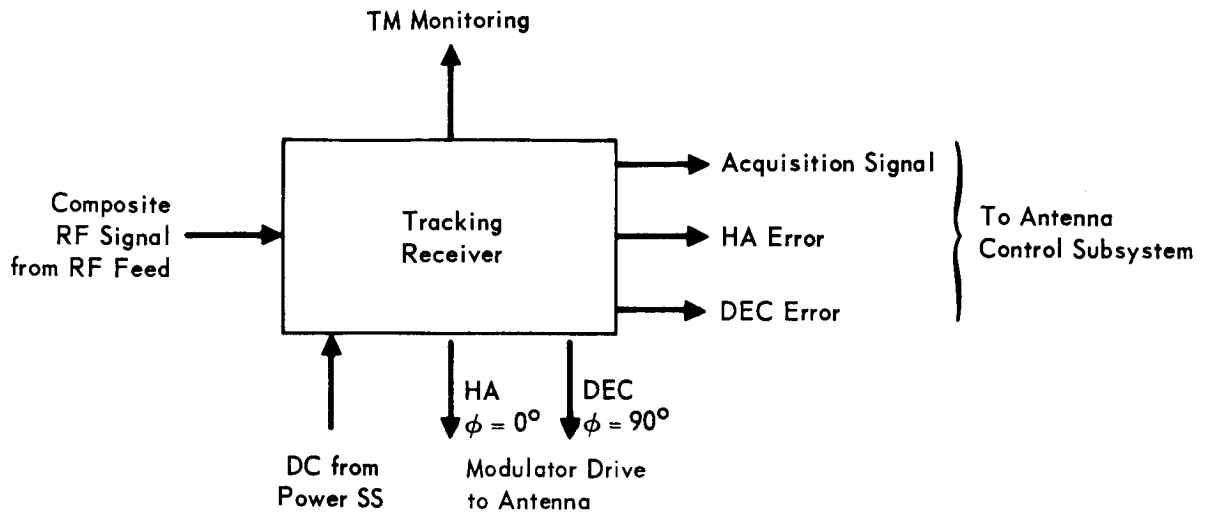 TM Monitoring
Composite
RF Signal
from RF Feed
Tracking
Receiver
Acquisition Signal
HA Error
DEC Error
To Antenna
Control Subsystem
HA
ϕ = 0°
DEC
ϕ = 90°
DC from
Power SS
Modulator Drive
to Antenna